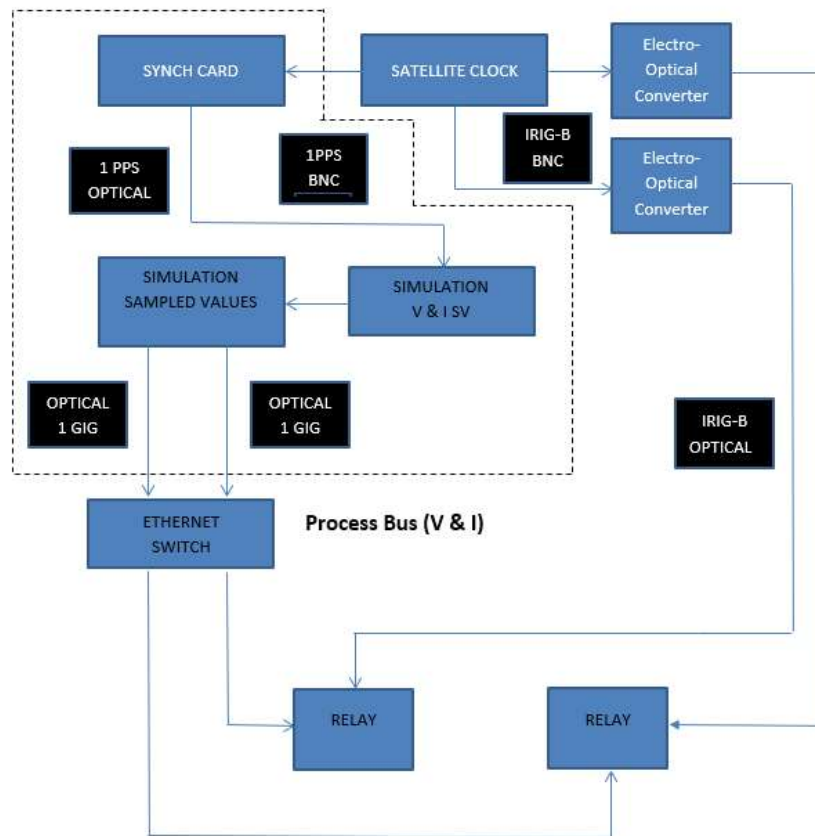 SYNCH CARD
SATELLITE CLOCK
Electro-
Optical
Converter
1 PPS
OPTICAL
1PPS
BNC
IRIG-B
BNC
Electro-
Optical
Converter
SIMULATION
SAMPLED VALUES
SIMULATION
V & I SV
OPTICAL
1 GIG
OPTICAL
1 GIG
IRIG-B
OPTICAL
ETHERNET
SWITCH
Process Bus (V & I)
RELAY
RELAY